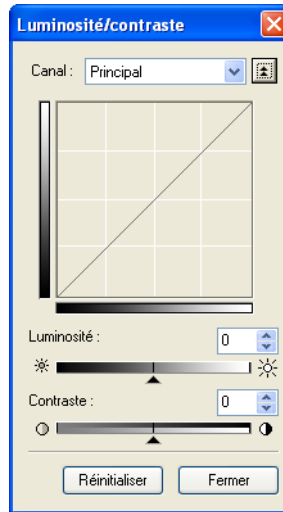 Luminosité/contraste
Canal : Principal
Luminosité : 0
Contraste : 0
Réinitialiser Fermer